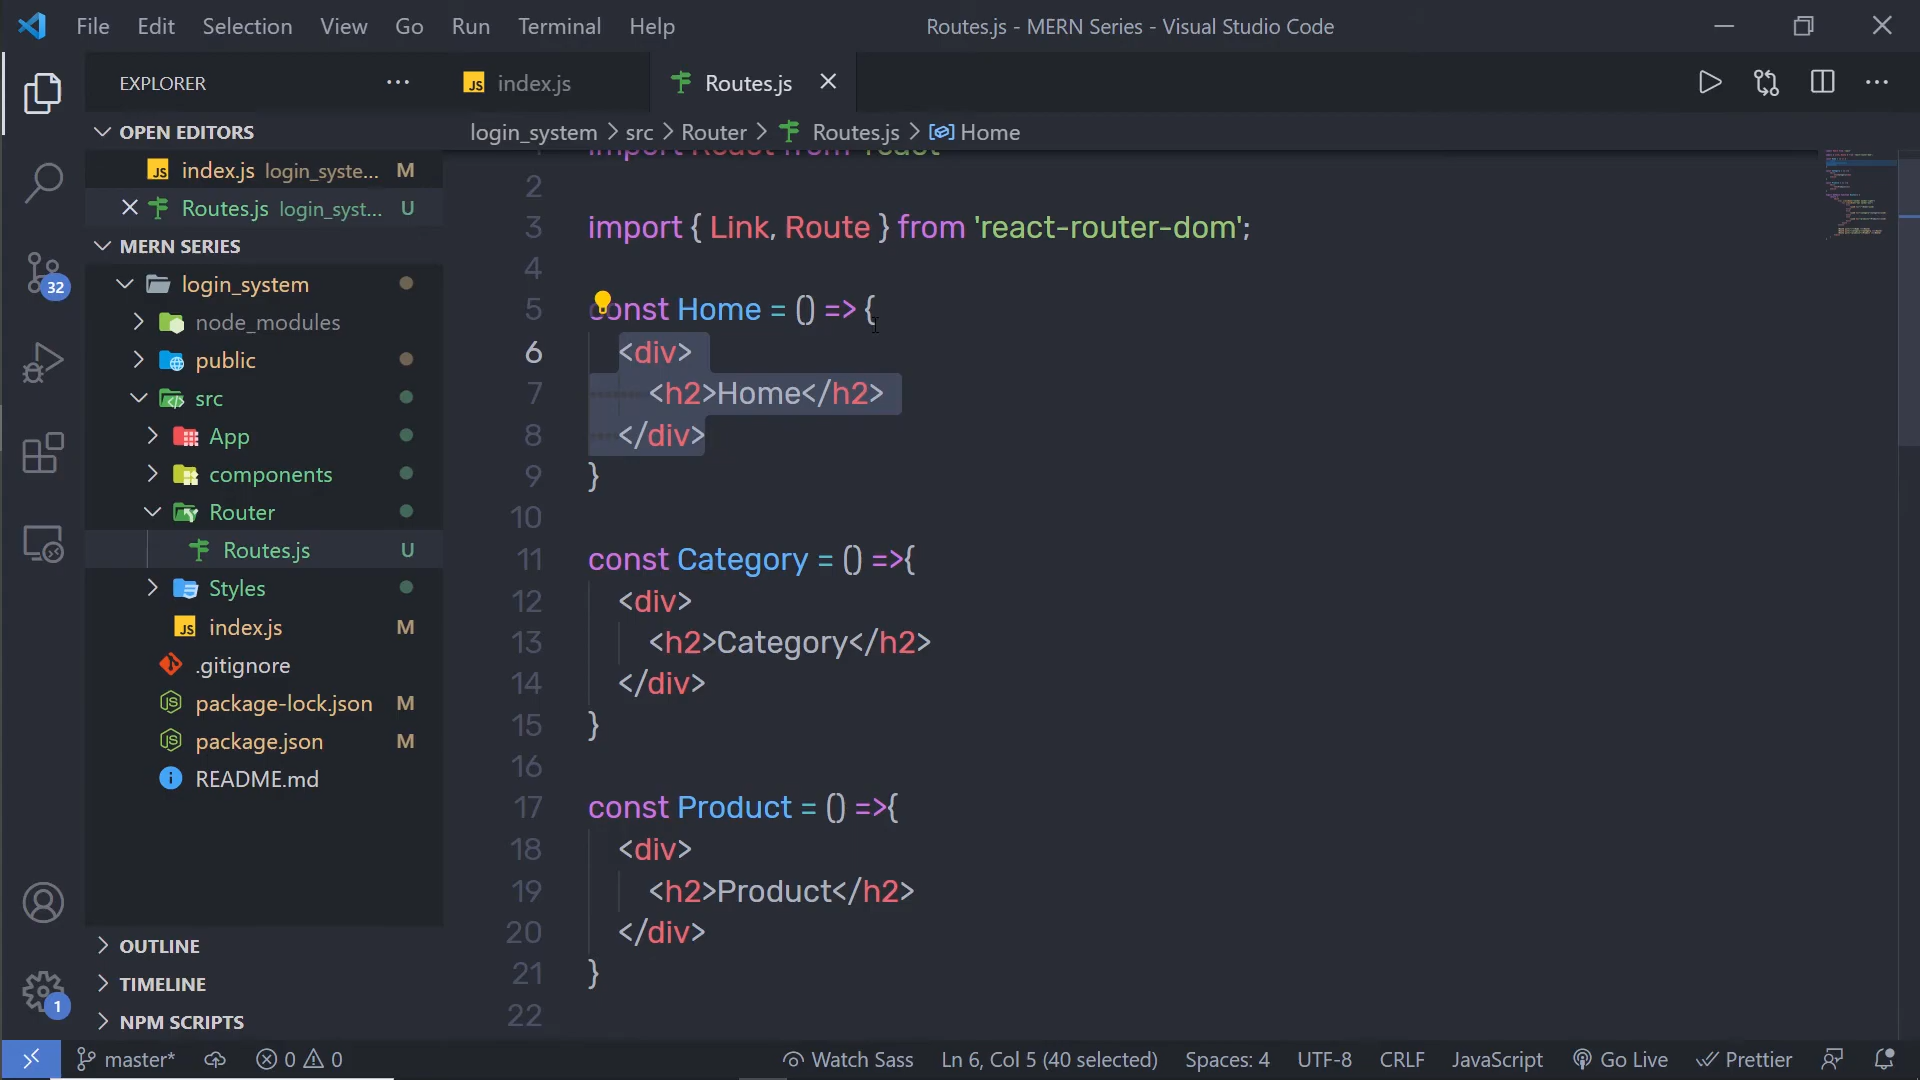 File Edit Selection View Go Run Terminal Help
Routes.js - MERN Series - Visual Studio Code
EXPLORER
index.js
Routes.js
OPEN EDITORS
index.js login_syste... M
Routes.js login_syst... U
MERN SERIES
login_system
node_modules
public
src
App
components
Router
Routes.js U
Styles
index.js M
.gitignore
package-lock.json M
package.json M
README.md
OUTLINE
TIMELINE
NPM SCRIPTS
32
1
login_system > src > Router > Routes.js > Home
import React from 'react'
2
3 import { Link, Route } from 'react-router-dom';
4
5 const Home = () => {
6 <div>
7 <h2>Home</h2>
8 </div>
9 }
10
11 const Category = () =>{
12 <div>
13 <h2>Category</h2>
14 </div>
15 }
16
17 const Product = () =>{
18 <div>
19 <h2>Product</h2>
20 </div>
21 }
22
master* 0 0 Watch Sass Ln 6, Col 5 (40 selected) Spaces: 4 UTF-8 CRLF JavaScript Go Live Prettier